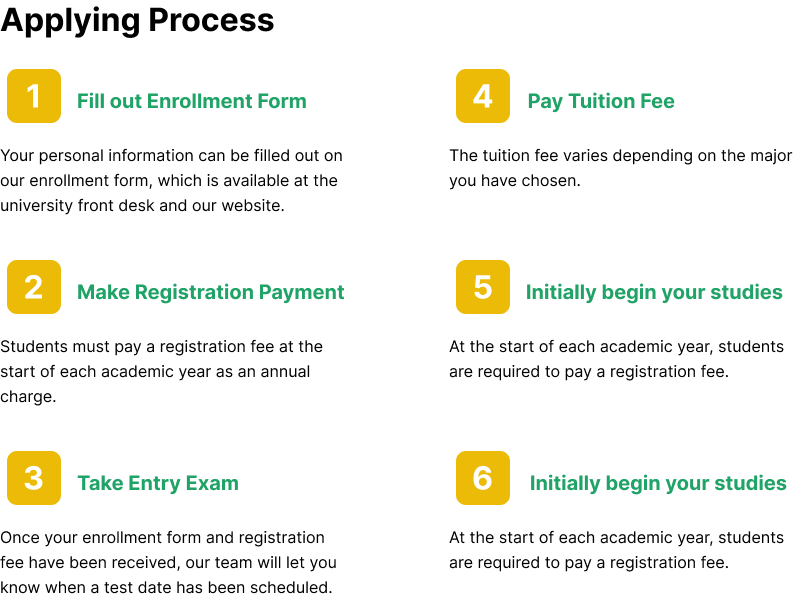 Applying Process
1
Fill out Enrollment Form
Your personal information can be filled out on
our enrollment form, which is available at the
university front desk and our website.
2
Make Registration Payment
Students must pay a registration fee at the
start of each academic year as an annual
charge.
3
Take Entry Exam
Once your enrollment form and registration
fee have been received, our team will let you
know when a test date has been scheduled.
4
Pay Tuition Fee
The tuition fee varies depending on the major
you have chosen.
5
Initially begin your studies
At the start of each academic year, students
are required to pay a registration fee.
6
Initially begin your studies
At the start of each academic year, students
are required to pay a registration fee.